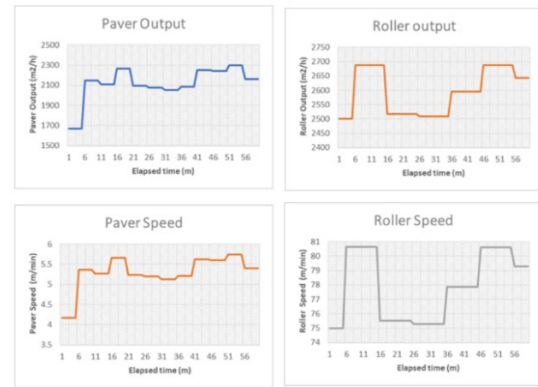 Paver Output
Paver Output (m2/h)
2500
2300
2100
1900
1700
1500
1 6 11 16 21 26 31 36 41 46 51 56
Elapsed time (m)
Roller output
Roller Output (m2/h)
2750
2700
2650
2600
2550
2500
2450
2400
1 6 11 16 21 26 31 36 41 46 51 56
Elapsed time (m)
Paver Speed
Paver Speed (m/min)
6
5.5
5
4.5
4
3.5
1 6 11 16 21 26 31 36 41 46 51 56
Elapsed time (m)
Roller Speed
Roller Speed (m/min)
81
80
79
78
77
76
75
74
1 6 11 16 21 26 31 36 41 46 51 56
Elapsed time (m)